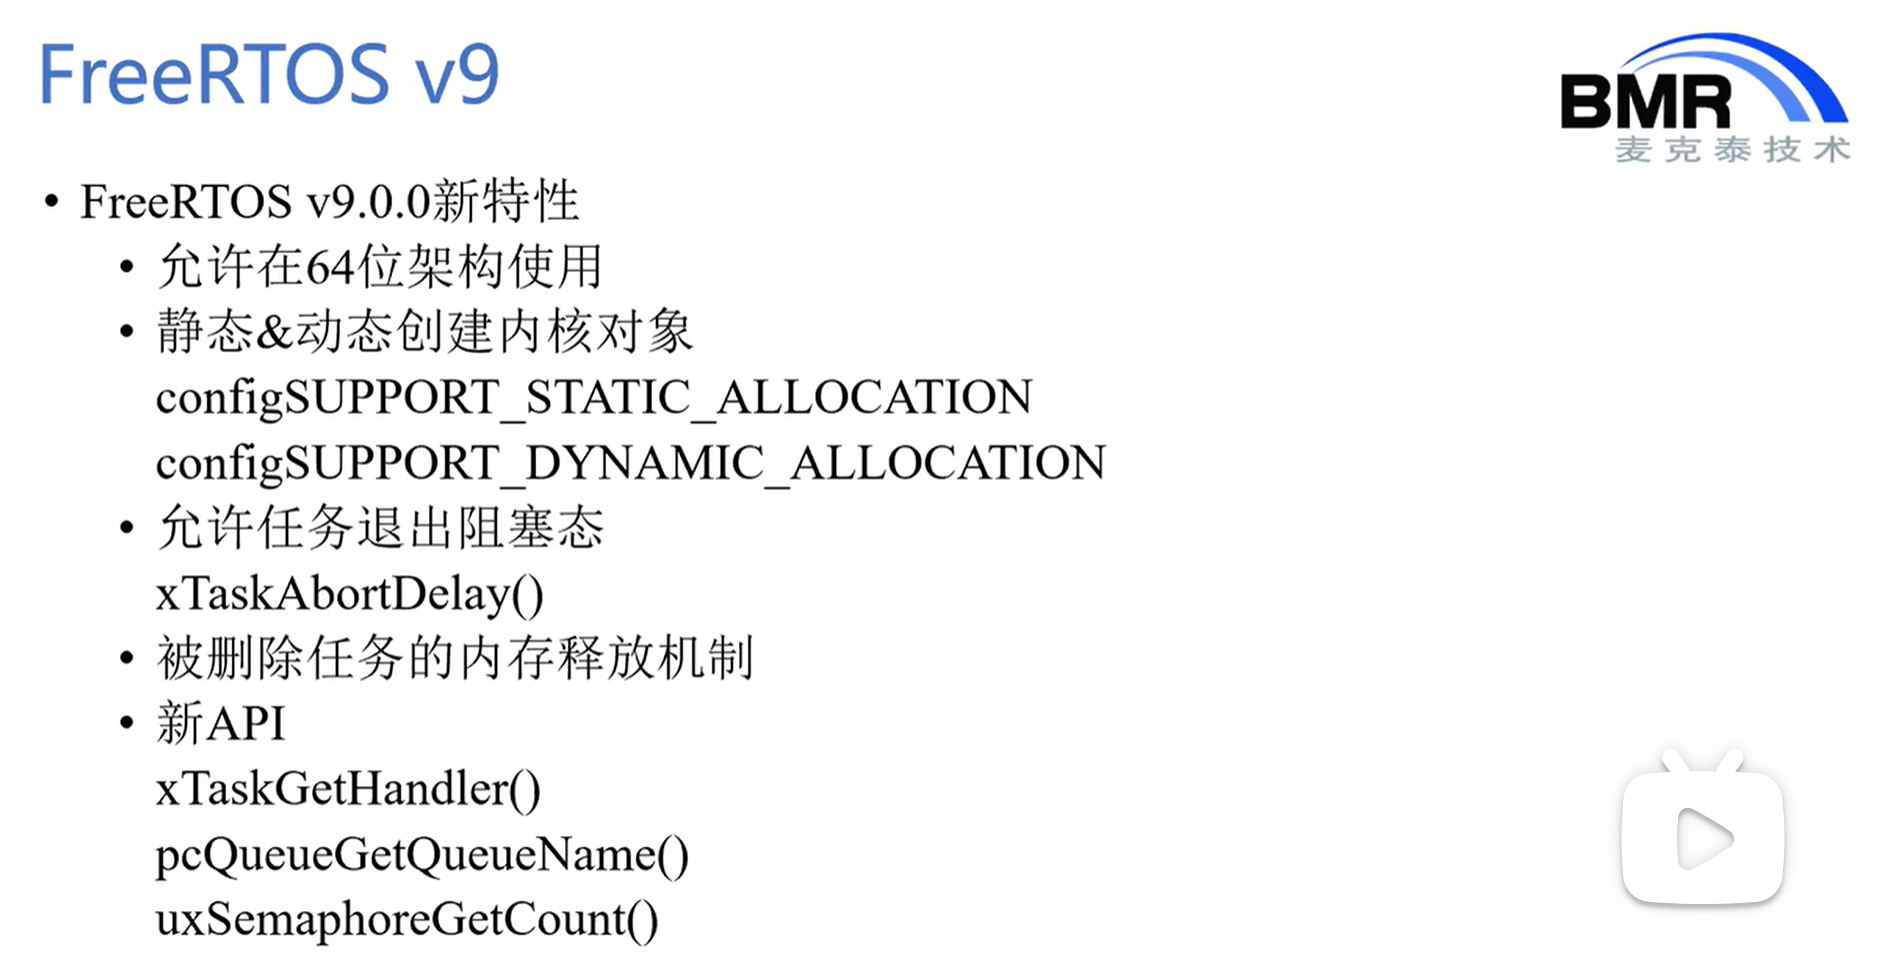 FreeRTOS v9
BMR
麦克泰技术
• FreeRTOS v9.0.0新特性
• 允许在64位架构使用
• 静态&动态创建内核对象
configSUPPORT_STATIC_ALLOCATION
configSUPPORT_DYNAMIC_ALLOCATION
• 允许任务退出阻塞态
xTaskAbortDelay()
• 被删除任务的内存释放机制
• 新API
xTaskGetHandler()
pcQueueGetQueueName()
uxSemaphoreGetCount()